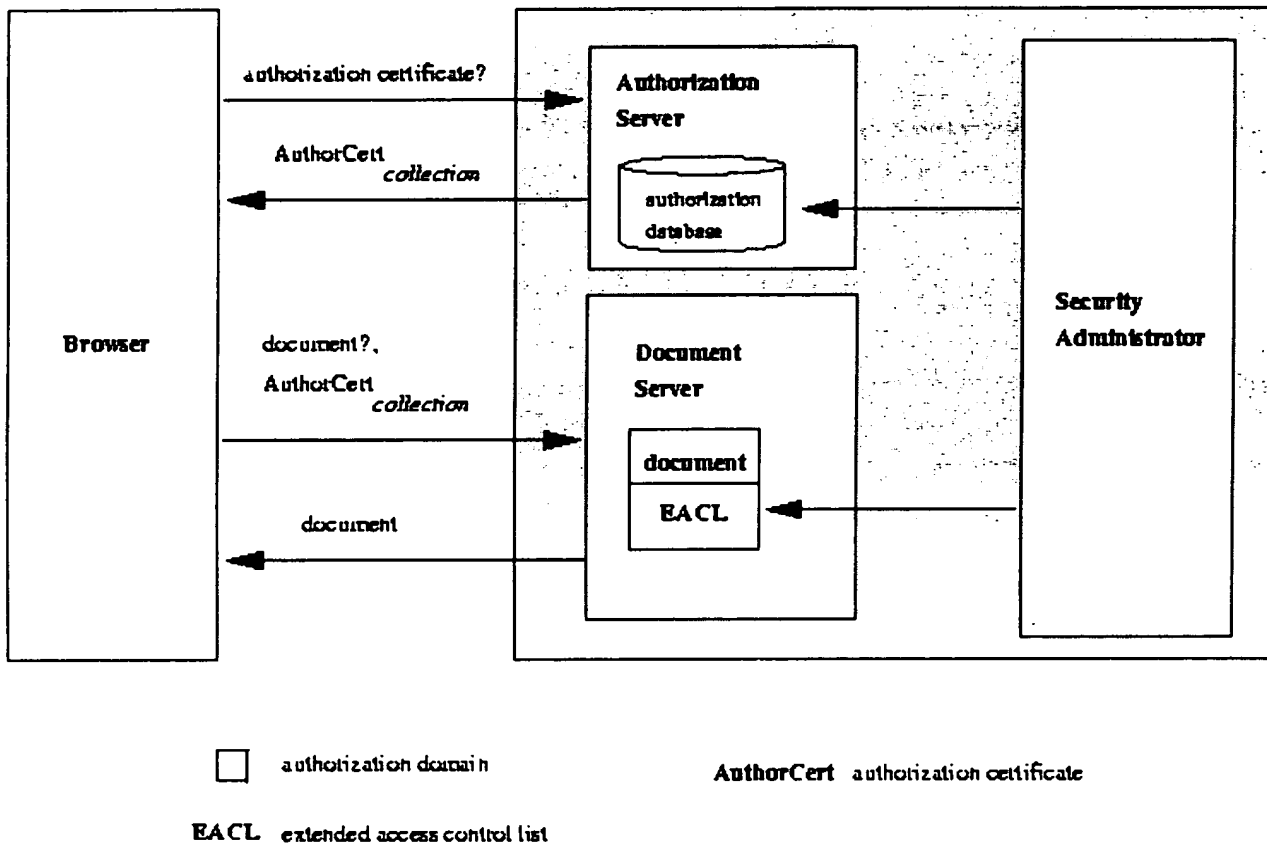 authorization certificate?
AuthorCert collection
Authorization
Server
authorization
database
Browser
document?,
AuthorCert collection
document
Document
Server
document
EACL
Security
Administrator
authorization domain
AuthorCert authorization certificate
EACL extended access control list